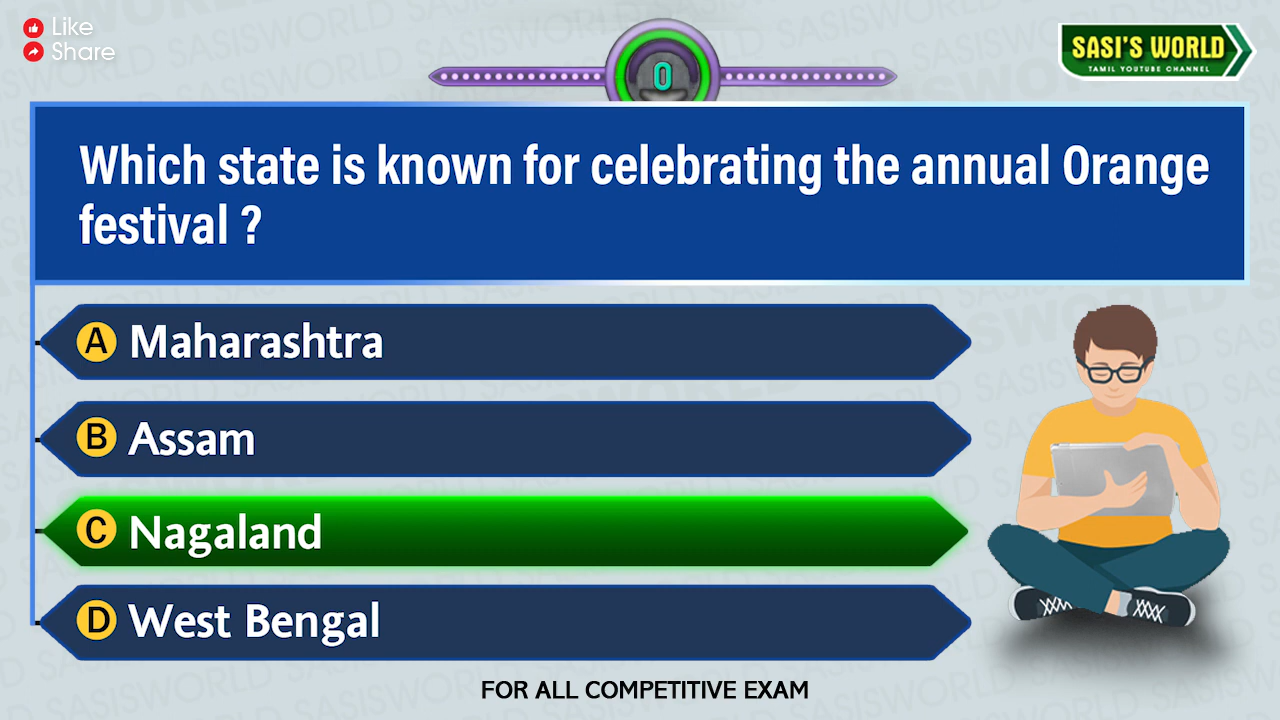 Like
Share
0
SASI'S WORLD
TAMIL YOUTUBE CHANNEL
Which state is known for celebrating the annual Orange
festival ?
A Maharashtra
B Assam
C Nagaland
D West Bengal
FOR ALL COMPETITIVE EXAM